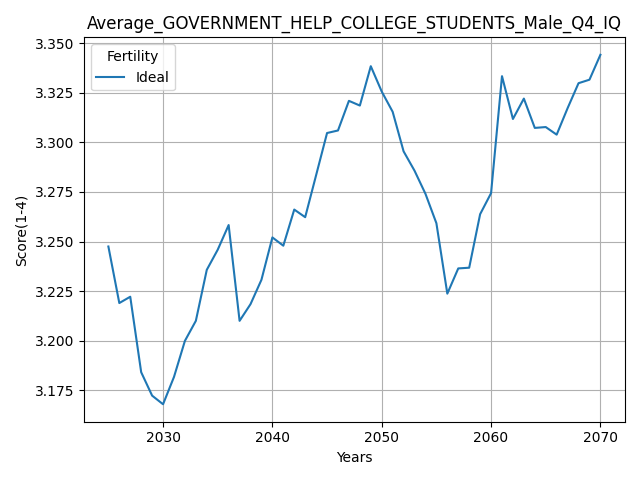 Average_GOVERNMENT_HELP_COLLEGE_STUDENTS_Male_Q4_IQ
Fertility
Ideal
3.350
3.325
3.300
3.275
3.250
3.225
3.200
3.175
Score(1-4)
2030 2040 2050 2060 2070
Years